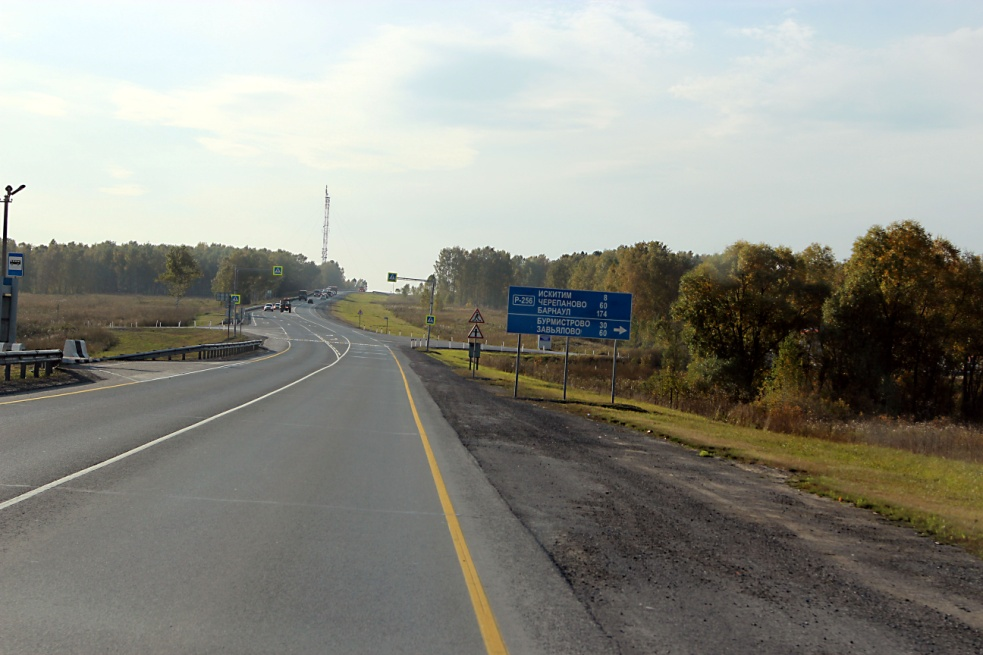 Р-256
ИСКИТИМ 8
ЧЕРЕПАНОВО 60
БАРНАУЛ 174
БУРМИСТРОВО 30
ЗАВЬЯЛОВО 60